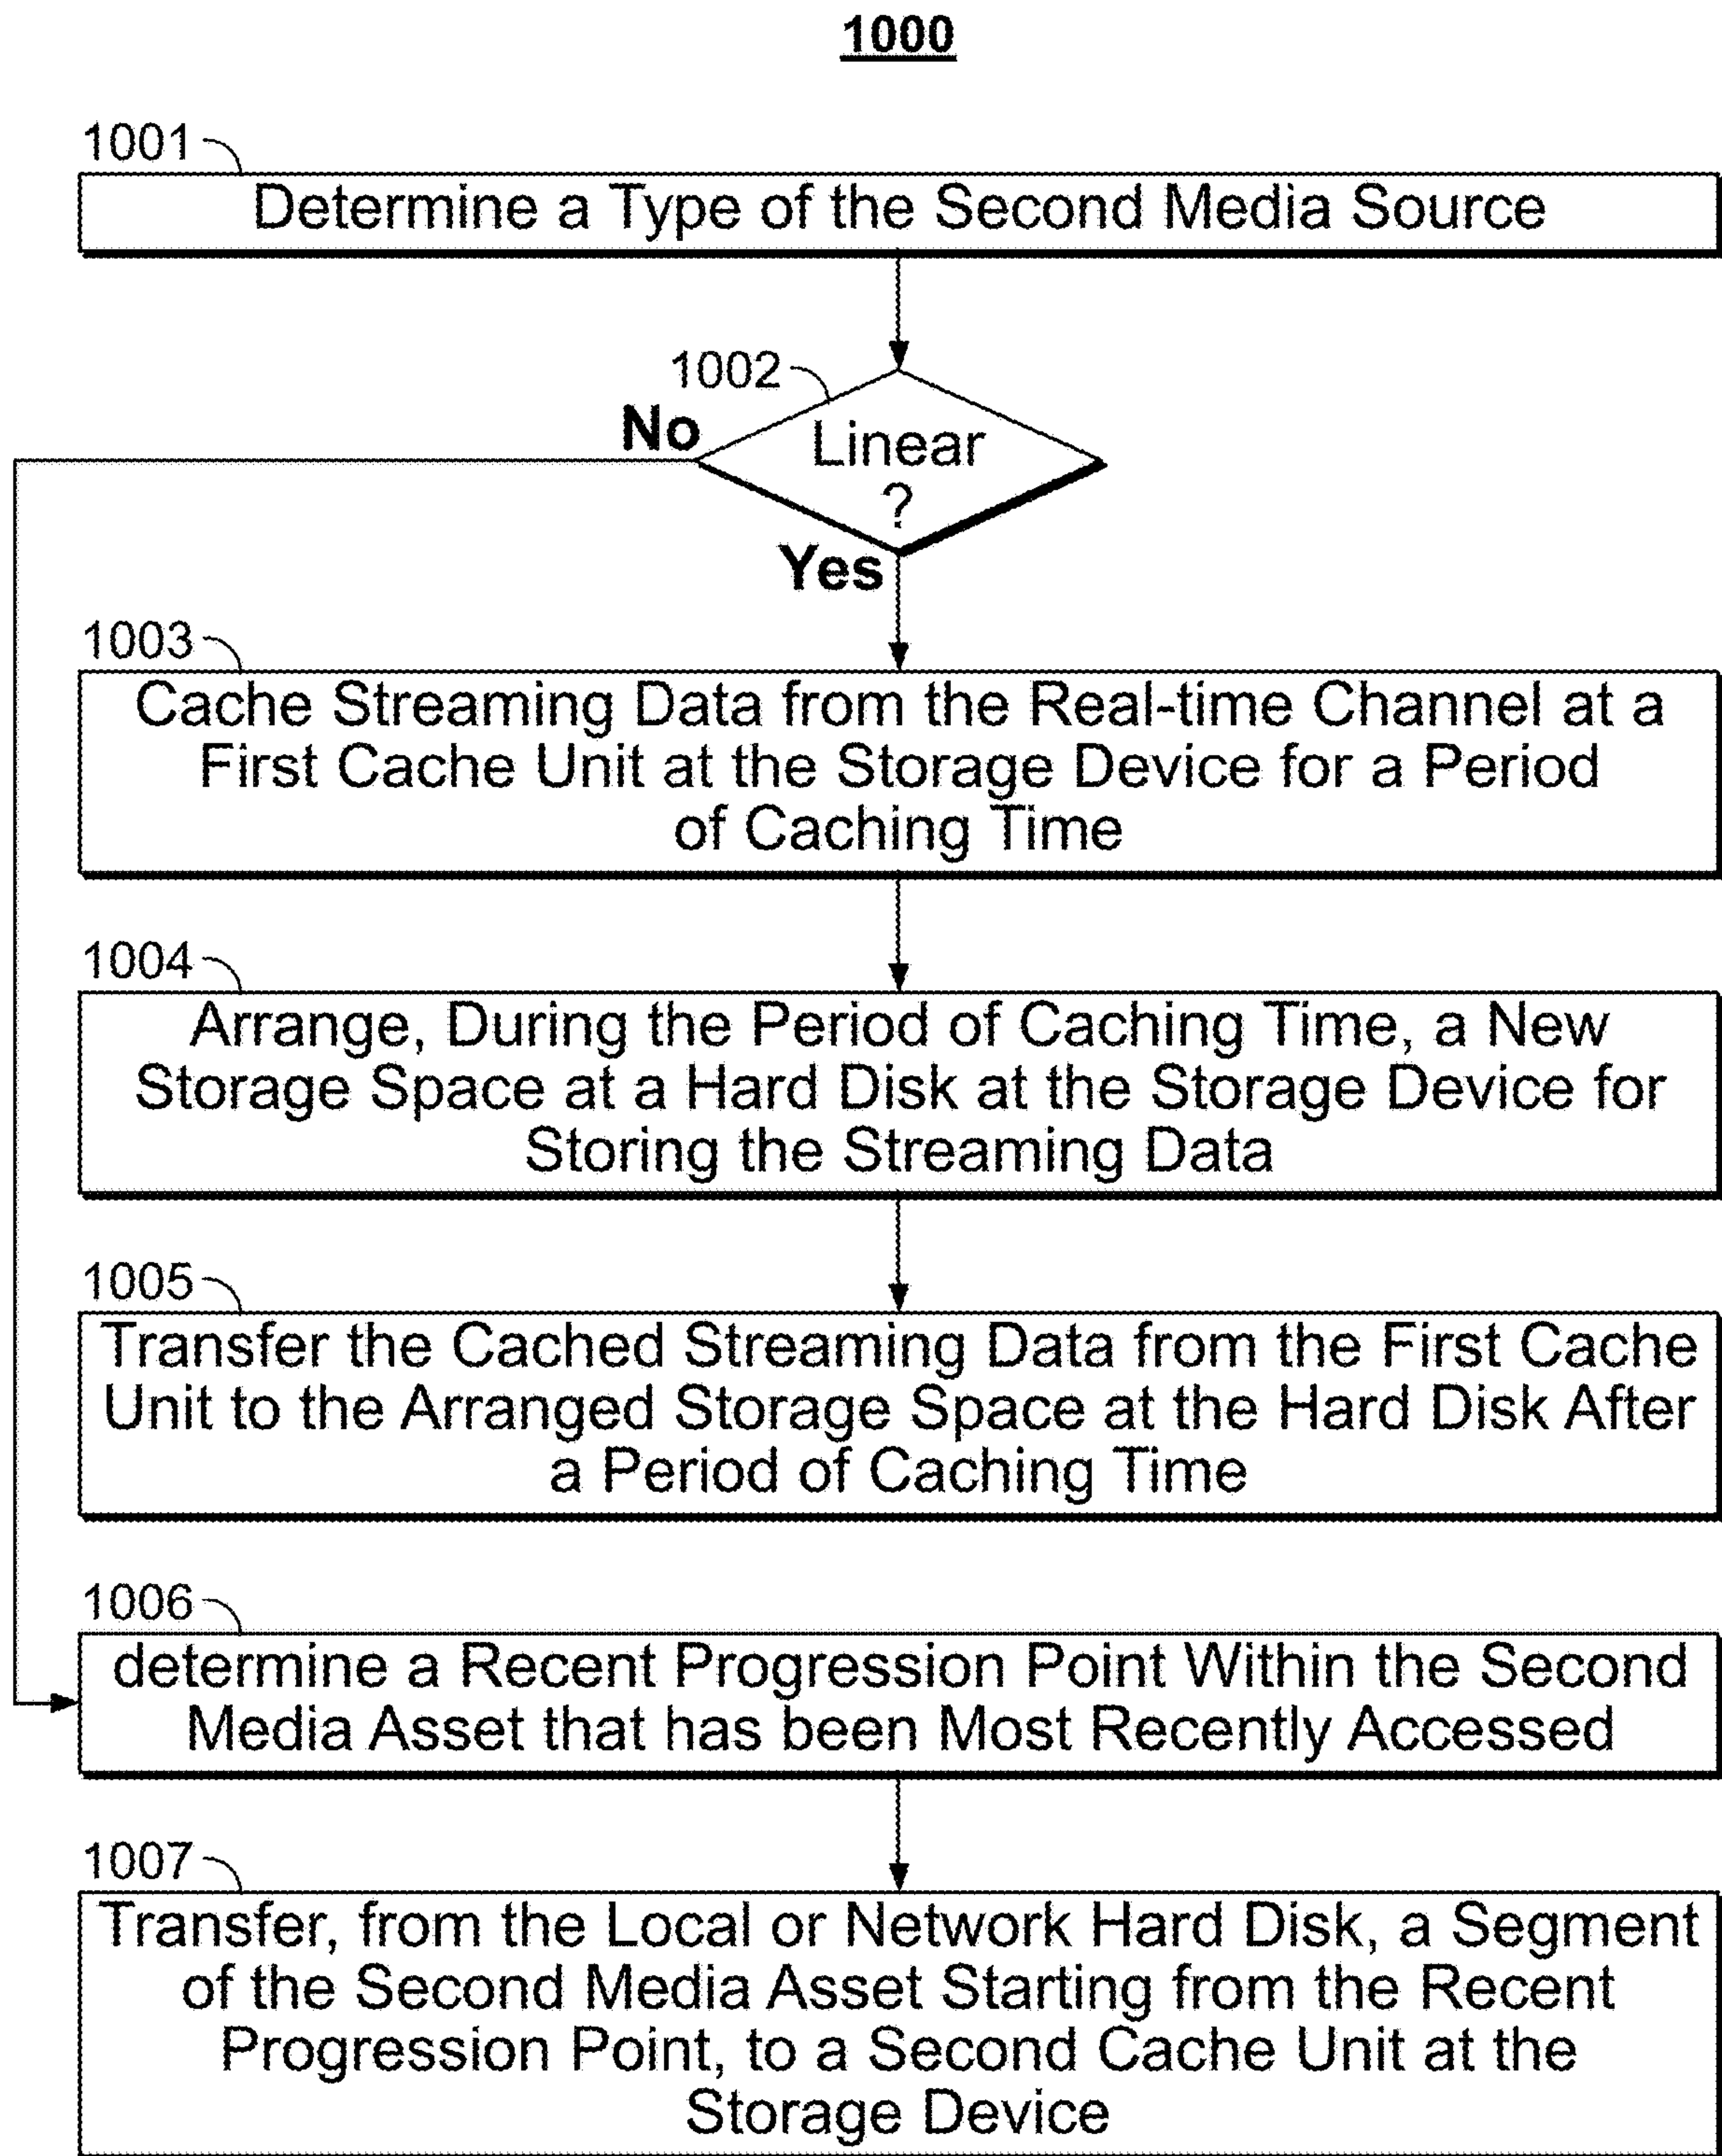 1000
1001
Determine a Type of the Second Media Source
1002
No
Linear
?
Yes
1003
Cache Streaming Data from the Real-time Channel at a
First Cache Unit at the Storage Device for a Period
of Caching Time
1004
Arrange, During the Period of Caching Time, a New
Storage Space at a Hard Disk at the Storage Device for
Storing the Streaming Data
1005
Transfer the Cached Streaming Data from the First Cache
Unit to the Arranged Storage Space at the Hard Disk After
a Period of Caching Time
1006
determine a Recent Progression Point Within the Second
Media Asset that has been Most Recently Accessed
1007
Transfer, from the Local or Network Hard Disk, a Segment
of the Second Media Asset Starting from the Recent
Progression Point, to a Second Cache Unit at the
Storage Device